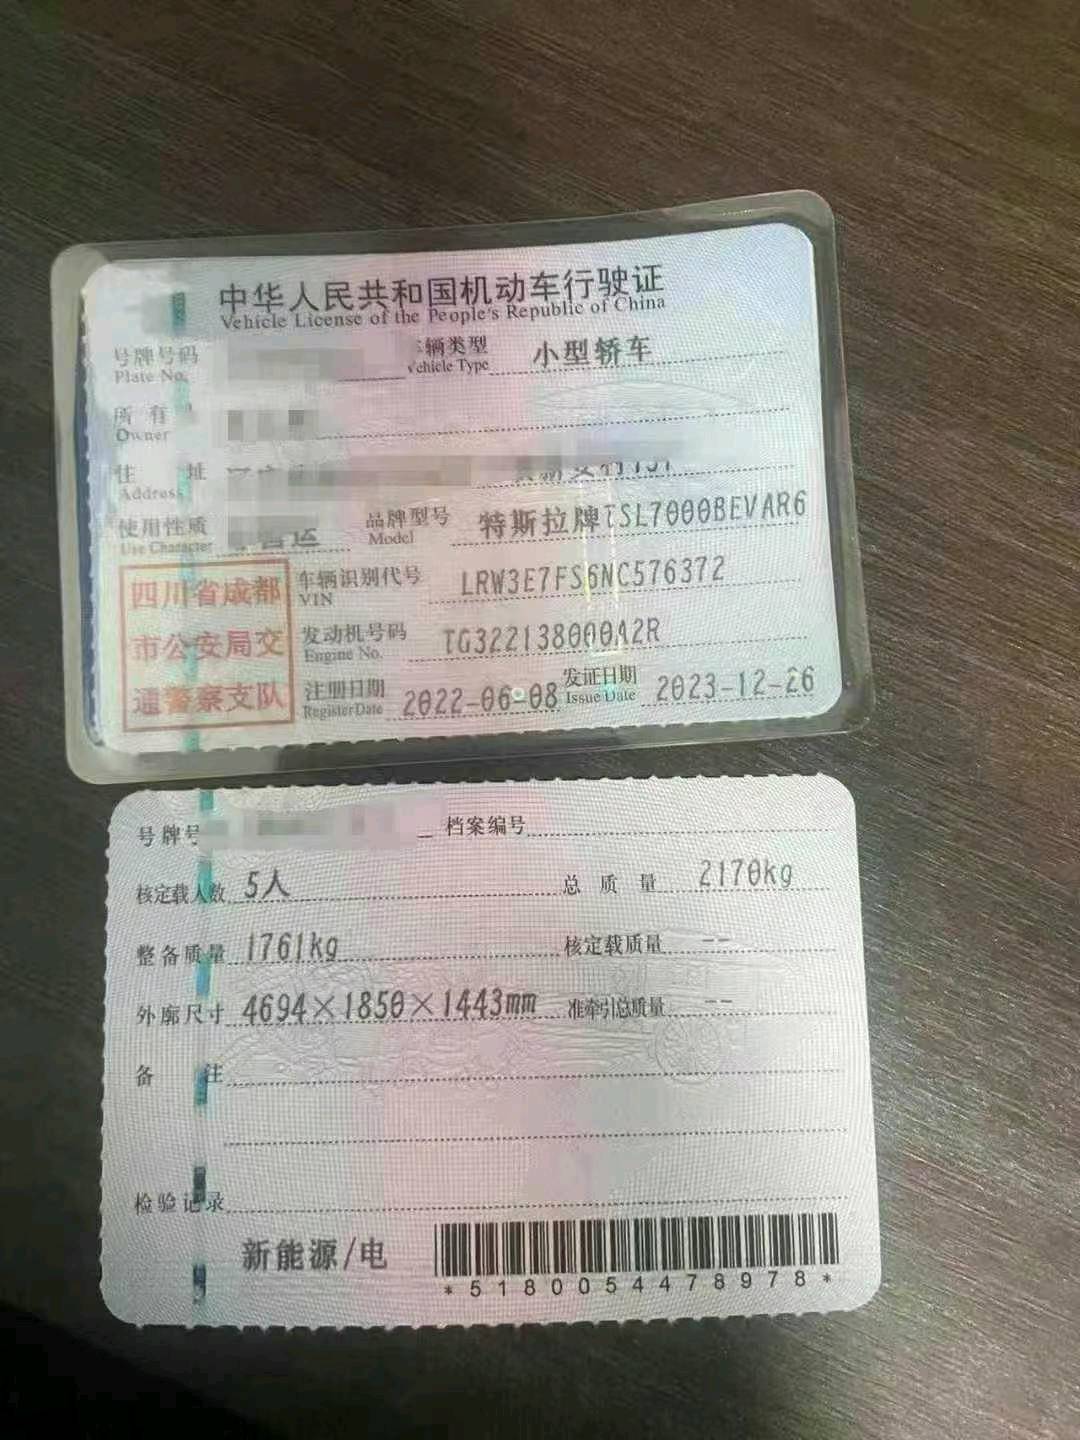 中华人民共和国机动车行驶证
Vehicle License of the People's Republic of China
号牌号码
Plate No.
车辆类型 小型轿车
Vehicle Type
所有
Owner
住 址
Address
使用性质 营运
Use Character
品牌型号 特斯拉牌TSL7000BEVAR6
Model
四川省成都
市公安局交
通警察支队
车辆识别代号 LRW3E7FS6NC576372
VIN
发动机号码 TG322138000A2R
Engine No.
注册日期 2022-06-08 发证日期 2023-12-26
Register Date Issue Date
号牌号 档案编号
核定载人数 5人 总质量 2170kg
整备质量 1761kg 核定载质量 --
外廓尺寸 4694×1850×1443mm 准牵引总质量 --
备 注
检验记录
新能源/电
*5180054478978*